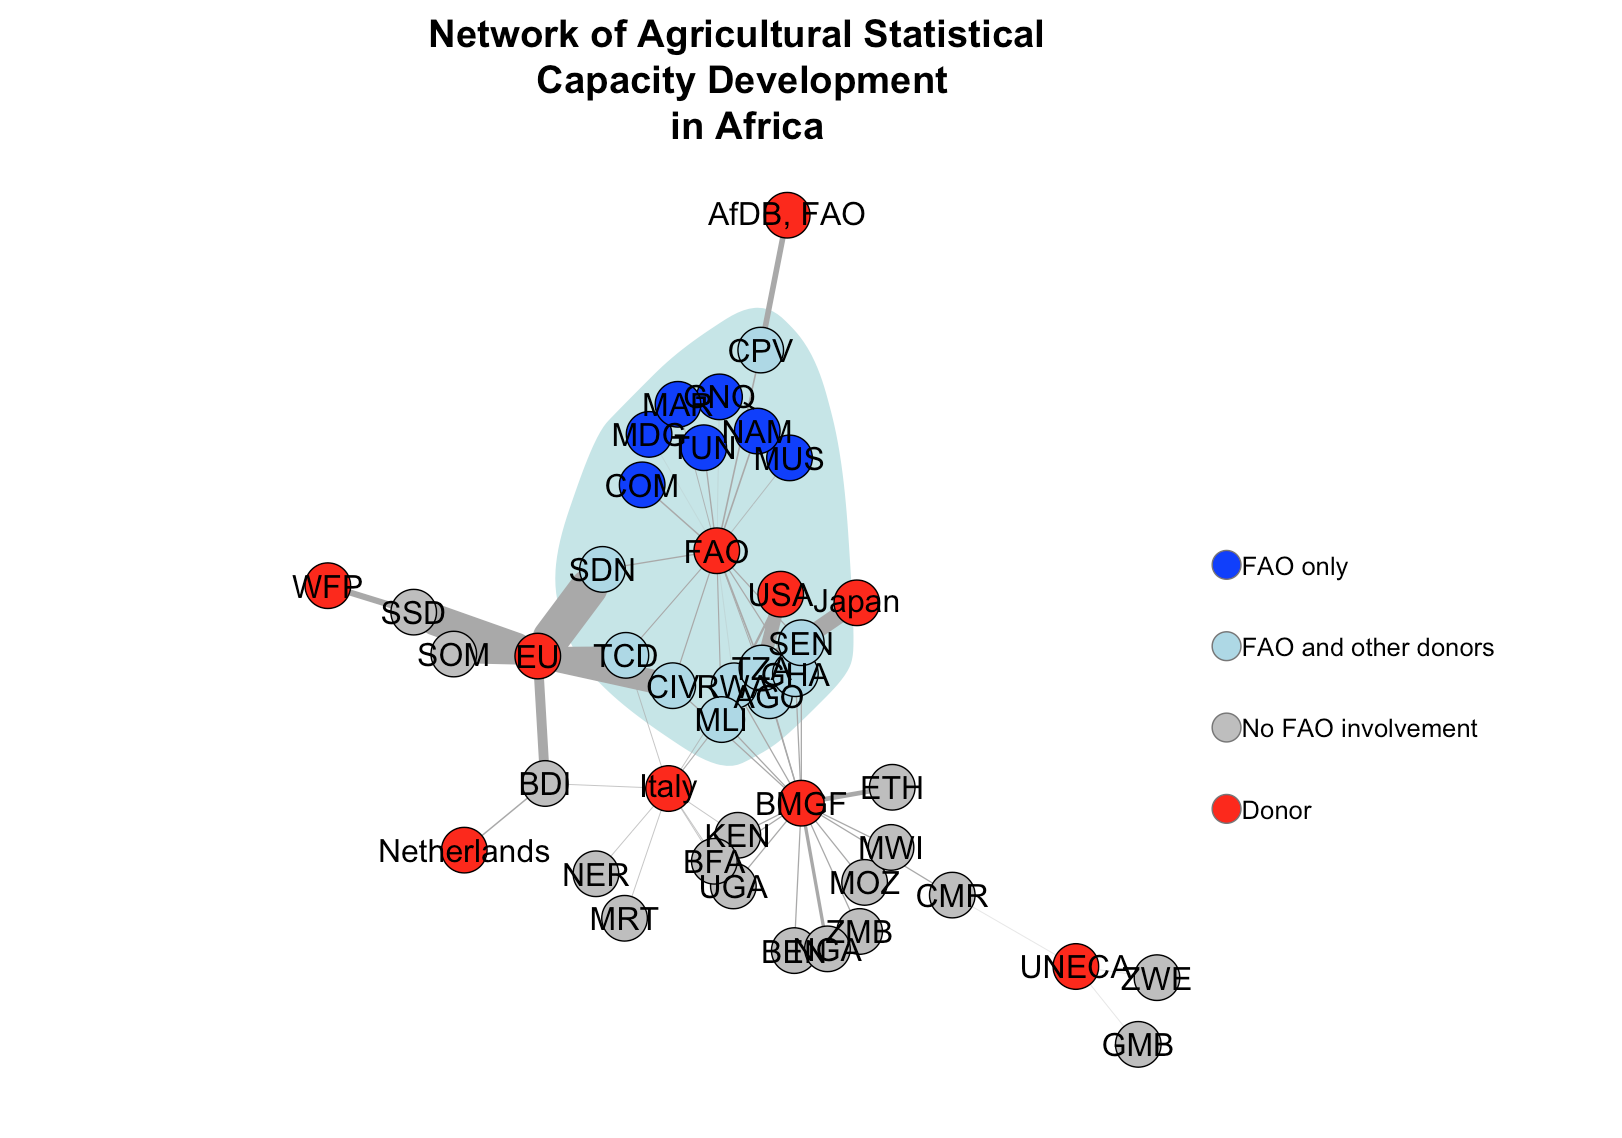 Network of Agricultural Statistical
Capacity Development
in Africa
AfDB, FAO
CPV
GNQ
MAR
MDG
NAM
TUN
MUS
COM
FAO
SDN
WFP
USA
Japan
SSD
SEN
SOM
EU
TCD
TZA
GHA
CIV
RWA
AGO
MLI
BDI
Italy
BMGF
ETH
KEN
MWI
Netherlands
BFA
NER
UGA
MOZ
CMR
MRT
ZMB
BEN
NGA
UNECA
ZWE
GMB
FAO only
FAO and other donors
No FAO involvement
Donor